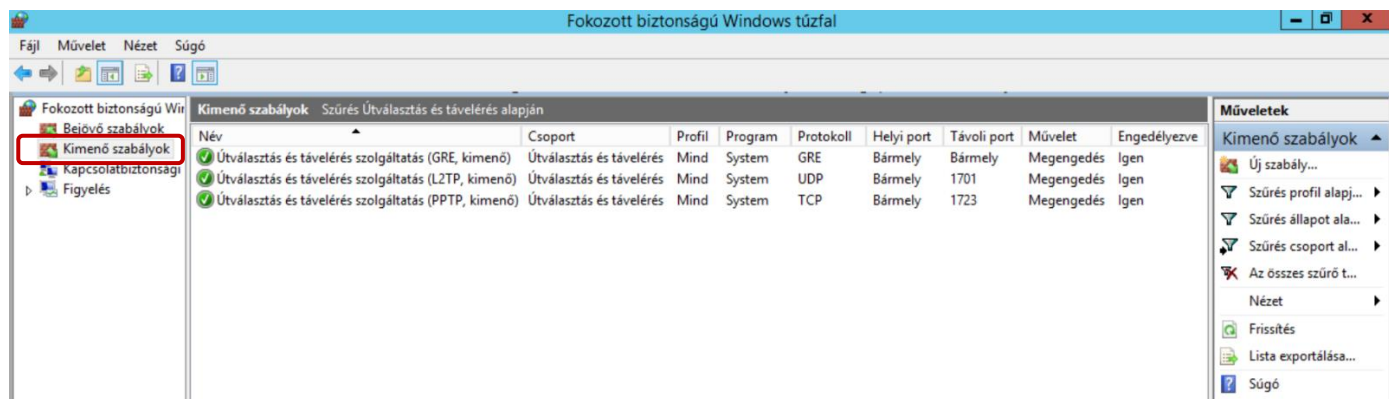 Fokozott biztonságú Windows tűzfal
Fájl Művelet Nézet Súgó
Fokozott biztonságú Wir
Bejövő szabályok
Kimenő szabályok
Kapcsolatbiztonsági
Figyelés
Kimenő szabályok Szűrés Útválasztás és távelérés alapján
Név Csoport Profil Program Protokoll Helyi port Távoli port Művelet Engedélyezve
Útválasztás és távelérés szolgáltatás (GRE, kimenő) Útválasztás és távelérés Mind System GRE Bármely Bármely Megengedés Igen
Útválasztás és távelérés szolgáltatás (L2TP, kimenő) Útválasztás és távelérés Mind System UDP Bármely 1701 Megengedés Igen
Útválasztás és távelérés szolgáltatás (PPTP, kimenő) Útválasztás és távelérés Mind System TCP Bármely 1723 Megengedés Igen
Műveletek
Kimenő szabályok
Új szabály...
Szűrés profil alapj...
Szűrés állapot ala...
Szűrés csoport al...
Az összes szűrő t...
Nézet
Frissítés
Lista exportálása...
Súgó